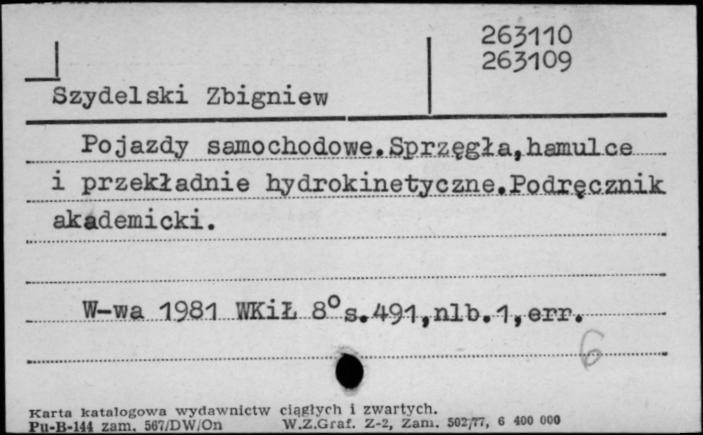 263110
263109
Szydelski Zbigniew
Pojazdy samochodowe.Sprzęgła,hamulce
i przekładnie hydrokinetyczne.Podręcznik
akademicki.
W-wa 1981 WKiŁ 8° s.491,nlb.1,err.
6
Karta katalogowa wydawnictw ciągłych i zwartych.
Pu-B-144 zam. 567/DW/On W.Z.Graf. Z-2, Zam. 502/77, 6 400 000